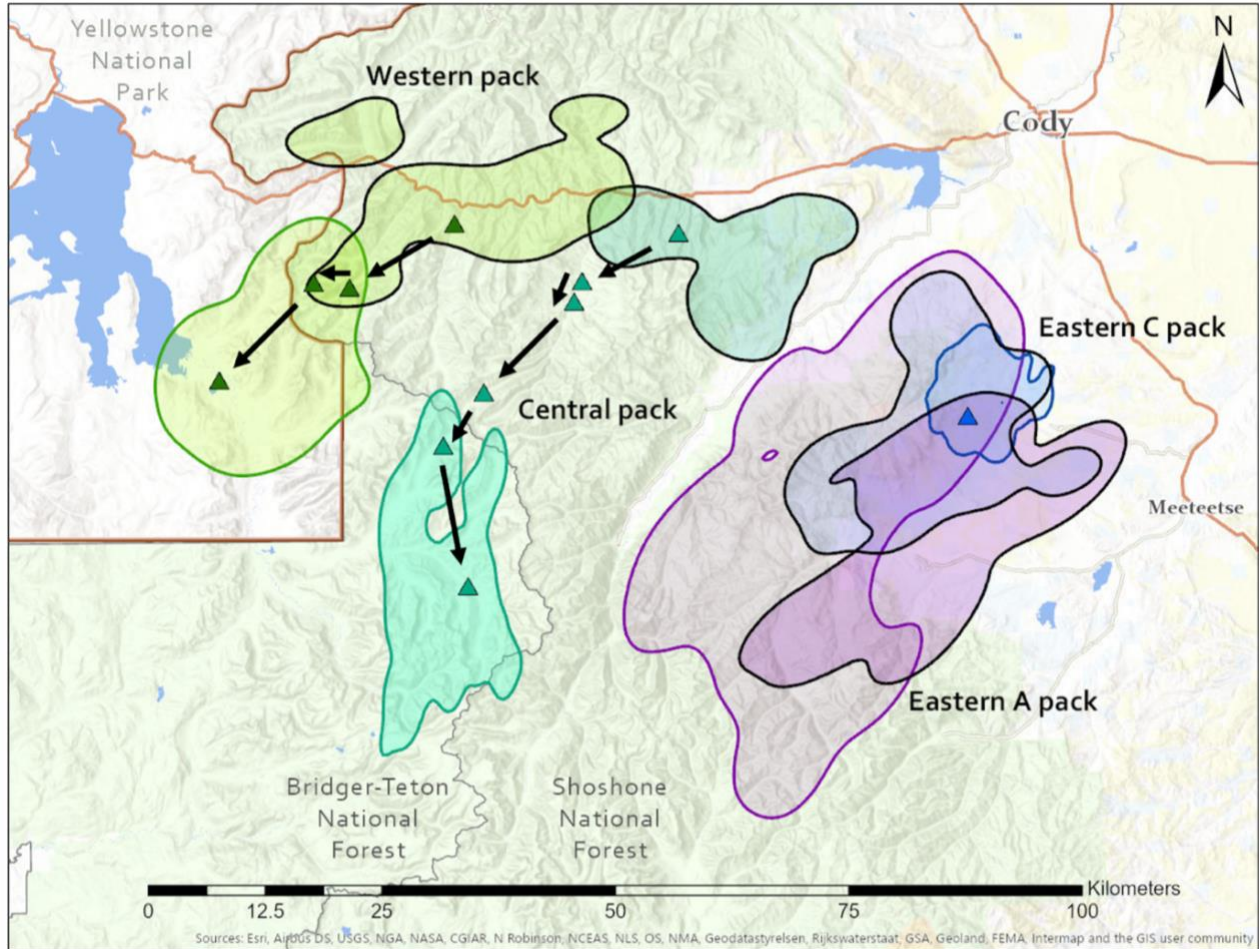 Yellowstone
National
Park
N
Western pack
Cody
Eastern C pack
Central pack
Meeteetse
Eastern A pack
Bridger-Teton
National
Forest
Shoshone
National
Forest
Kilometers
0 12.5 25 50 75 100
Sources: Esri, Airbus DS, USGS, NGA, NASA, CGIAR, N Robinson, NCEAS, NLS, OS, NMA, Geodatastyrelsen, Rijkswaterstaat, GSA, Geoland, FEMA, Intermap and the GIS user community